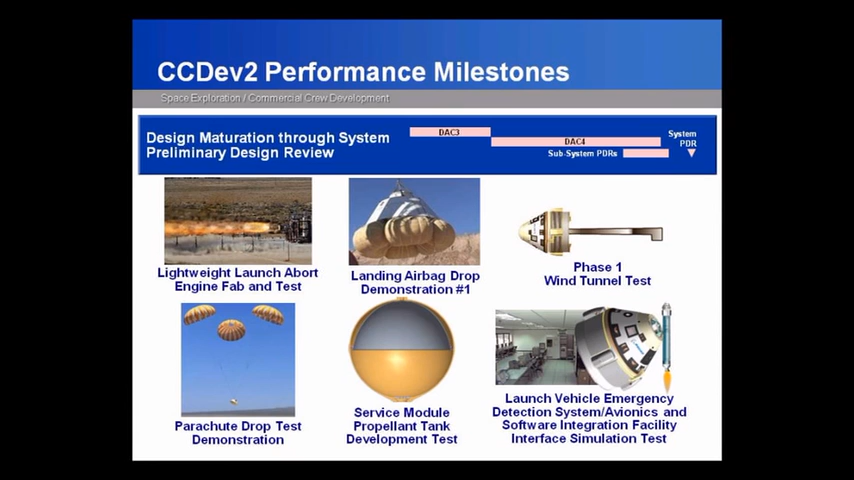 CCDev2 Performance Milestones
Space Exploration / Commercial Crew Development
Design Maturation through System
Preliminary Design Review
DAC3
DAC4
Sub-System PDRs
System
PDR
Lightweight Launch Abort
Engine Fab and Test
Landing Airbag Drop
Demonstration #1
Phase 1
Wind Tunnel Test
Parachute Drop Test
Demonstration
Service Module
Propellant Tank
Development Test
Launch Vehicle Emergency
Detection System/Avionics and
Software Integration Facility
Interface Simulation Test